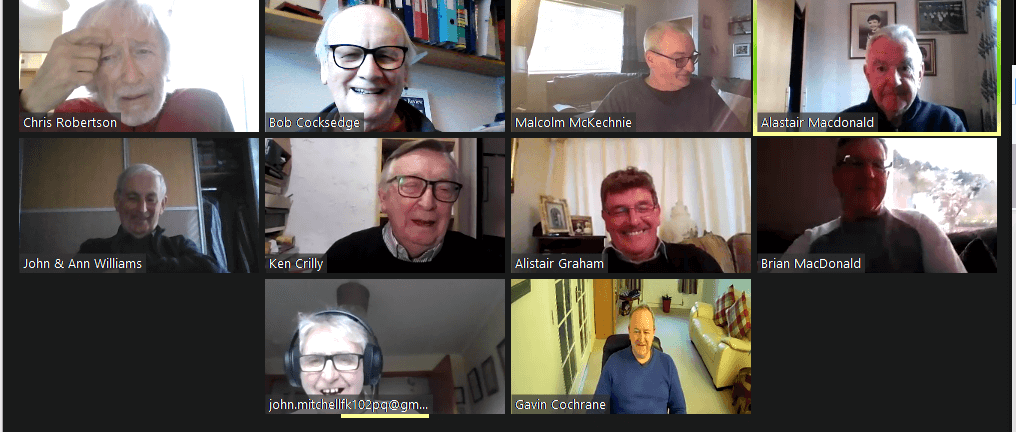 Chris Robertson
Bob Cocksedge
Malcolm McKechnie
Alastair Macdonald
John & Ann Williams
Ken Crilly
Alistair Graham
Brian MacDonald
john.mitchellfk102pq@gm...
Gavin Cochrane